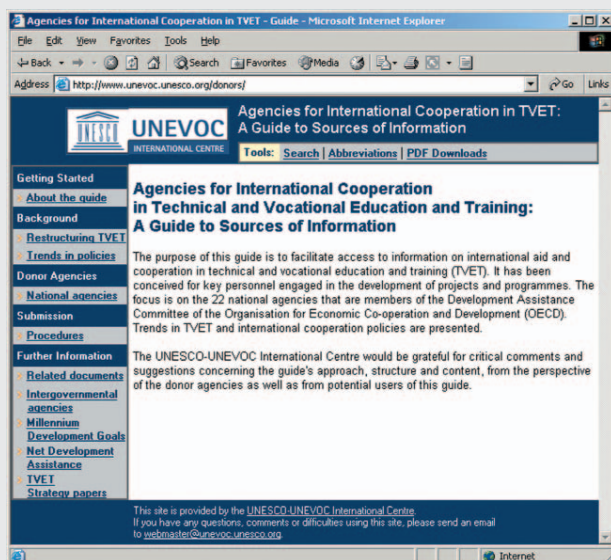 Agencies for International Cooperation in TVET - Guide - Microsoft Internet Explorer
File Edit View Favorites Tools Help
Back Search Favorites Media
Address http://www.unevoc.unesco.org/donors/ Go Links
UNESCO
UNEVOC
INTERNATIONAL CENTRE
Agencies for International Cooperation in TVET:
A Guide to Sources of Information
Tools: Search | Abbreviations | PDF Downloads
Getting Started
About the guide
Background
Restructuring TVET
Trends in policies
Donor Agencies
National agencies
Submission
Procedures
Further Information
Related documents
Intergovernmental
agencies
Millennium
Development Goals
Net Development
Assistance
TVET
Strategy papers
Agencies for International Cooperation
in Technical and Vocational Education and Training:
A Guide to Sources of Information
The purpose of this guide is to facilitate access to information on international aid and
cooperation in technical and vocational education and training (TVET). It has been
conceived for key personnel engaged in the development of projects and programmes. The
focus is on the 22 national agencies that are members of the Development Assistance
Committee of the Organisation for Economic Co-operation and Development (OECD).
Trends in TVET and international cooperation policies are presented.
The UNESCO-UNEVOC International Centre would be grateful for critical comments and
suggestions concerning the guide's approach, structure and content, from the perspective
of the donor agencies as well as from potential users of this guide.
This site is provided by the UNESCO-UNEVOC International Centre.
If you have any questions, comments or difficulties using this site, please send an email
to webmaster@unevoc.unesco.org.
Internet